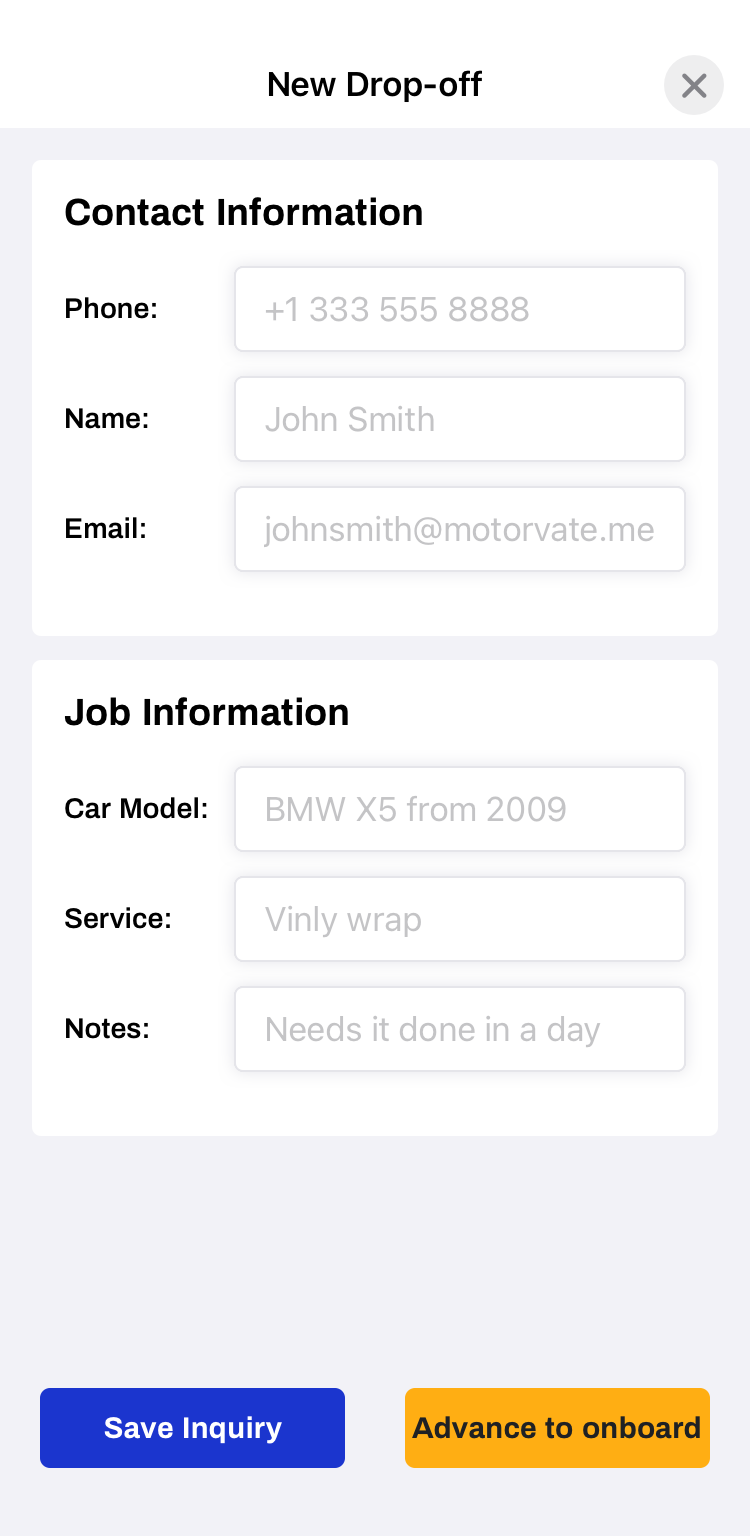 New Drop-off
Contact Information
Phone: +1 333 555 8888
Name: John Smith
Email: johnsmith@motorvate.me
Job Information
Car Model: BMW X5 from 2009
Service: Vinly wrap
Notes: Needs it done in a day
Save Inquiry Advance to onboard